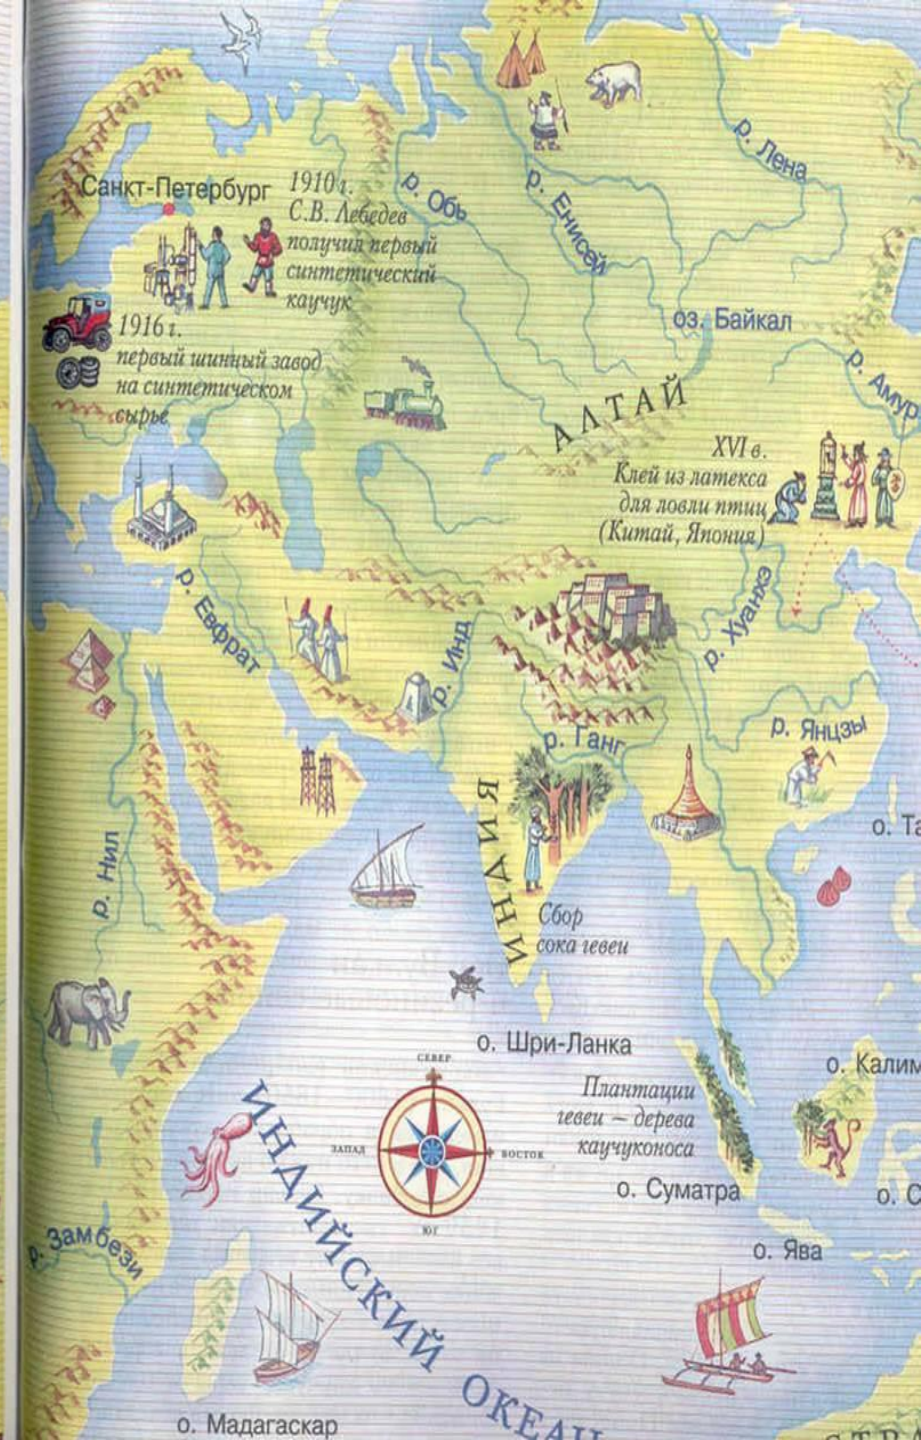 р. Лена
Санкт-Петербург
1910 г.
С.В. Лебедев
получил первый
синтетический
каучук
р. Обь
р. Енисей
1916 г.
первый шинный завод
на синтетическом
сырье
оз. Байкал
р. Амур
АЛТАЙ
XVI в.
Клей из латекса
для ловли птиц
(Китай, Япония)
р. Евфрат
р. Инд
р. Хуанхэ
р. Ганг
р. Янцзы
ИНДИЯ
о. Та
р. Нил
Сбор
сока гевеи
о. Шри-Ланка
СЕВЕР
ЗАПАД
ВОСТОК
ЮГ
Плантации
гевеи – дерева
каучуконоса
о. Калим
о. Суматра
о. С
о. Ява
р. Замбези
ИНДИЙСКИЙ
ОКЕАН
о. Мадагаскар